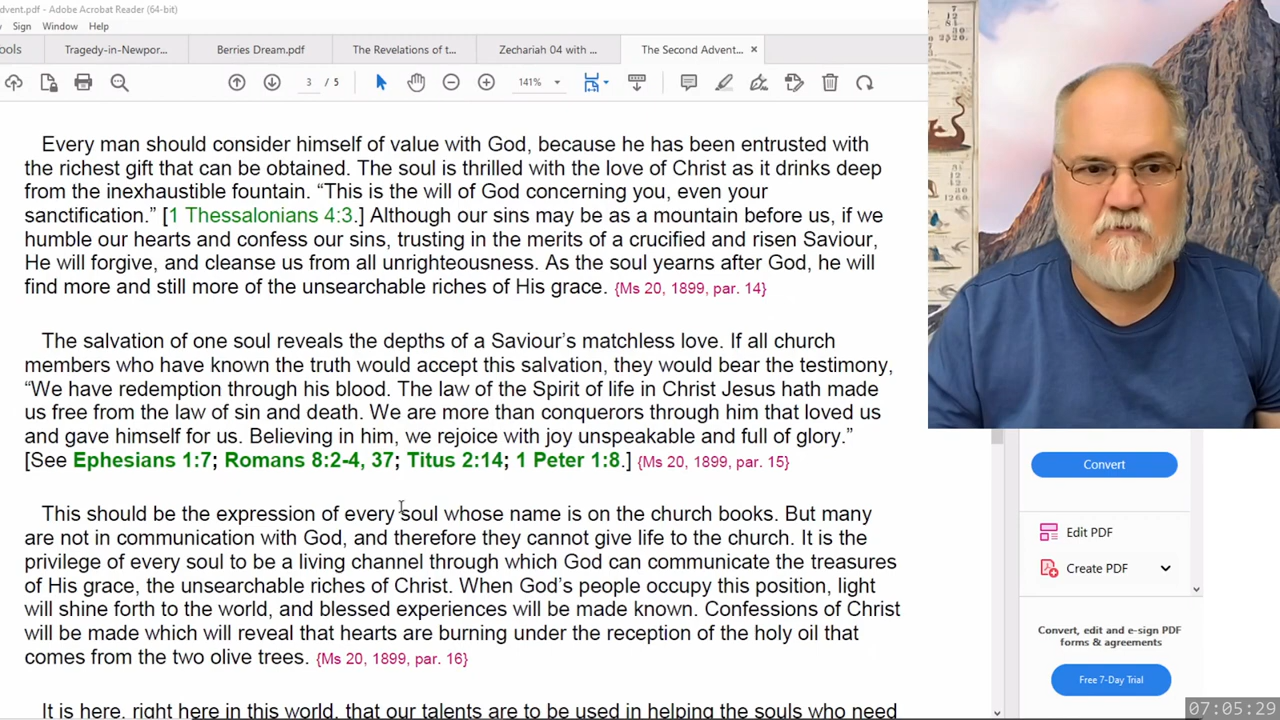 dvent.pdf - Adobe Acrobat Reader (64-bit)
Sign Window Help
ools Tragedy-in-Newpor... Berries Dream.pdf The Revelations of t... Zechariah 04 with ... The Second Advent... ×
3 / 5 141%
Every man should consider himself of value with God, because he has been entrusted with
the richest gift that can be obtained. The soul is thrilled with the love of Christ as it drinks deep
from the inexhaustible fountain. “This is the will of God concerning you, even your
sanctification.” [1 Thessalonians 4:3.] Although our sins may be as a mountain before us, if we
humble our hearts and confess our sins, trusting in the merits of a crucified and risen Saviour,
He will forgive, and cleanse us from all unrighteousness. As the soul yearns after God, he will
find more and still more of the unsearchable riches of His grace. {Ms 20, 1899, par. 14}
The salvation of one soul reveals the depths of a Saviour’s matchless love. If all church
members who have known the truth would accept this salvation, they would bear the testimony,
“We have redemption through his blood. The law of the Spirit of life in Christ Jesus hath made
us free from the law of sin and death. We are more than conquerors through him that loved us
and gave himself for us. Believing in him, we rejoice with joy unspeakable and full of glory.”
[See Ephesians 1:7; Romans 8:2-4, 37; Titus 2:14; 1 Peter 1:8.] {Ms 20, 1899, par. 15}
This should be the expression of every soul whose name is on the church books. But many
are not in communication with God, and therefore they cannot give life to the church. It is the
privilege of every soul to be a living channel through which God can communicate the treasures
of His grace, the unsearchable riches of Christ. When God’s people occupy this position, light
will shine forth to the world, and blessed experiences will be made known. Confessions of Christ
will be made which will reveal that hearts are burning under the reception of the holy oil that
comes from the two olive trees. {Ms 20, 1899, par. 16}
It is here, right here in this world, that our talents are to be used in helping the souls who need
Convert
Edit PDF
Create PDF
Convert, edit and e-sign PDF
forms & agreements
Free 7-Day Trial
07:05:29